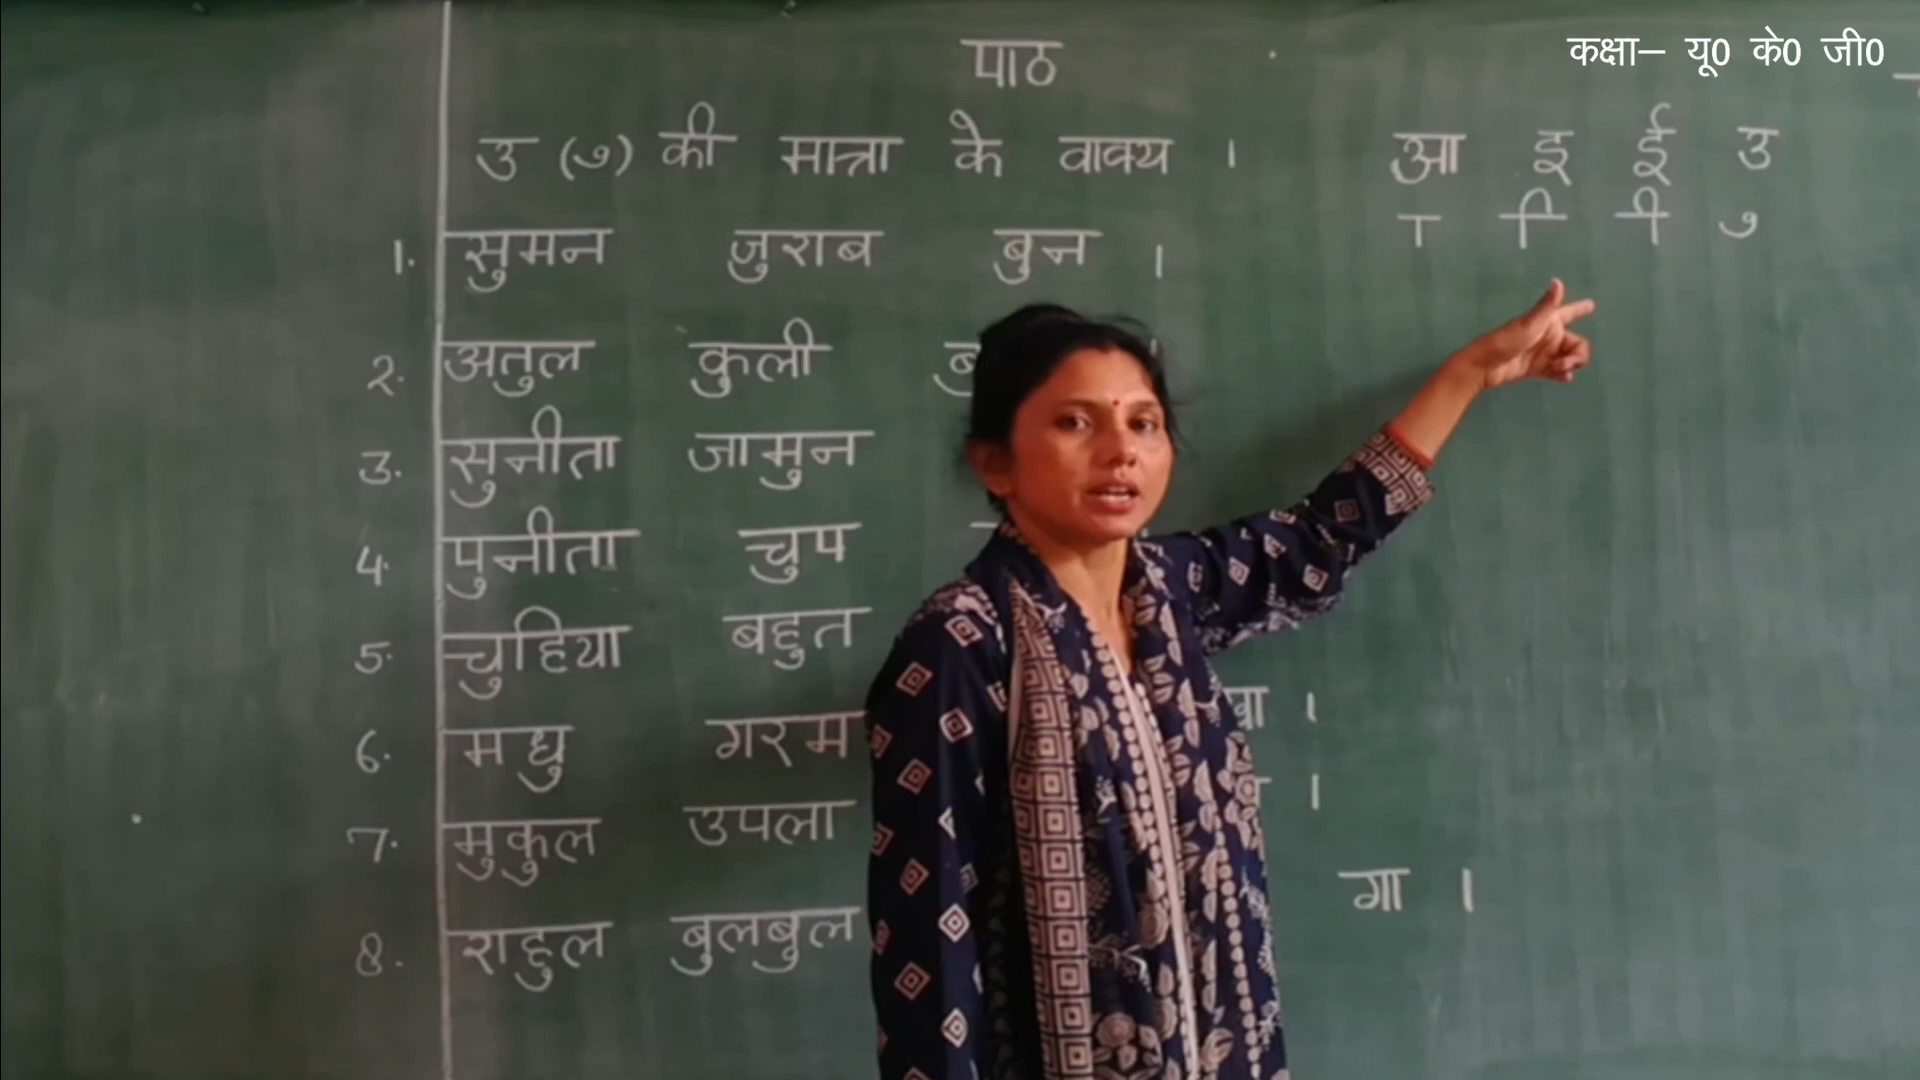 कक्षा– यू0 के0 जी0
पाठ
उ (ु) की मात्रा के वाक्य ।
आ इ ई उ
ा ि ी ु
1. सुमन जुराब बुन ।
2. अतुल कुली ।
3. सुनीता जामुन
4. पुनीता चुप
5. चुहिया बहुत
6. मधु गरम खा ।
7. मुकुल उपला ।
8. राहुल बुलबुल गा ।